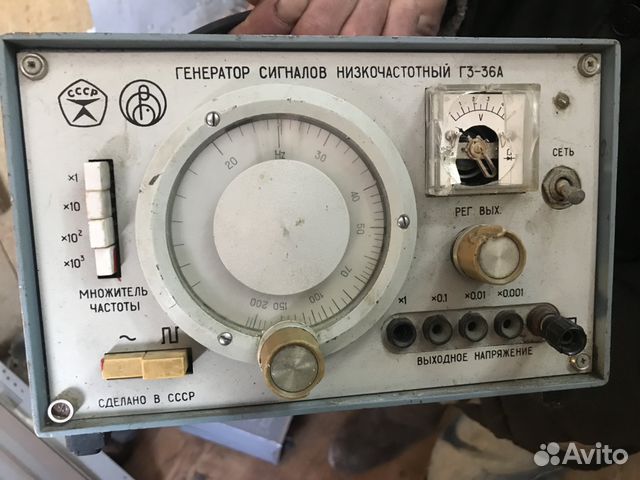 ГЕНЕРАТОР СИГНАЛОВ НИЗКОЧАСТОТНЫЙ Г3-36А
СССР
V
СЕТЬ
×1
×10
×10²
×10³
МНОЖИТЕЛЬ
ЧАСТОТЫ
20 Hz 30 40 50 70 100 150 200
РЕГ. ВЫХ.
×1 ×0.1 ×0.01 ×0.001
ВЫХОДНОЕ НАПРЯЖЕНИЕ
СДЕЛАНО В СССР
Avito